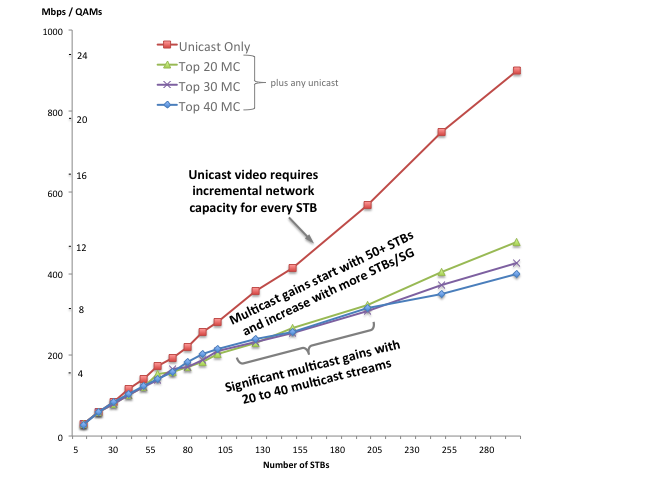 Mbps / QAMs
1000
24
800
20
16
600
12
400
8
200
4
0
Unicast Only
Top 20 MC
Top 30 MC
Top 40 MC
plus any unicast
Unicast video requires
incremental network
capacity for every STB
Multicast gains start with 50+ STBs
and increase with more STBs/SG
Significant multicast gains with
20 to 40 multicast streams
5 30 55 80 105 130 155 180 205 230 255 280
Number of STBs